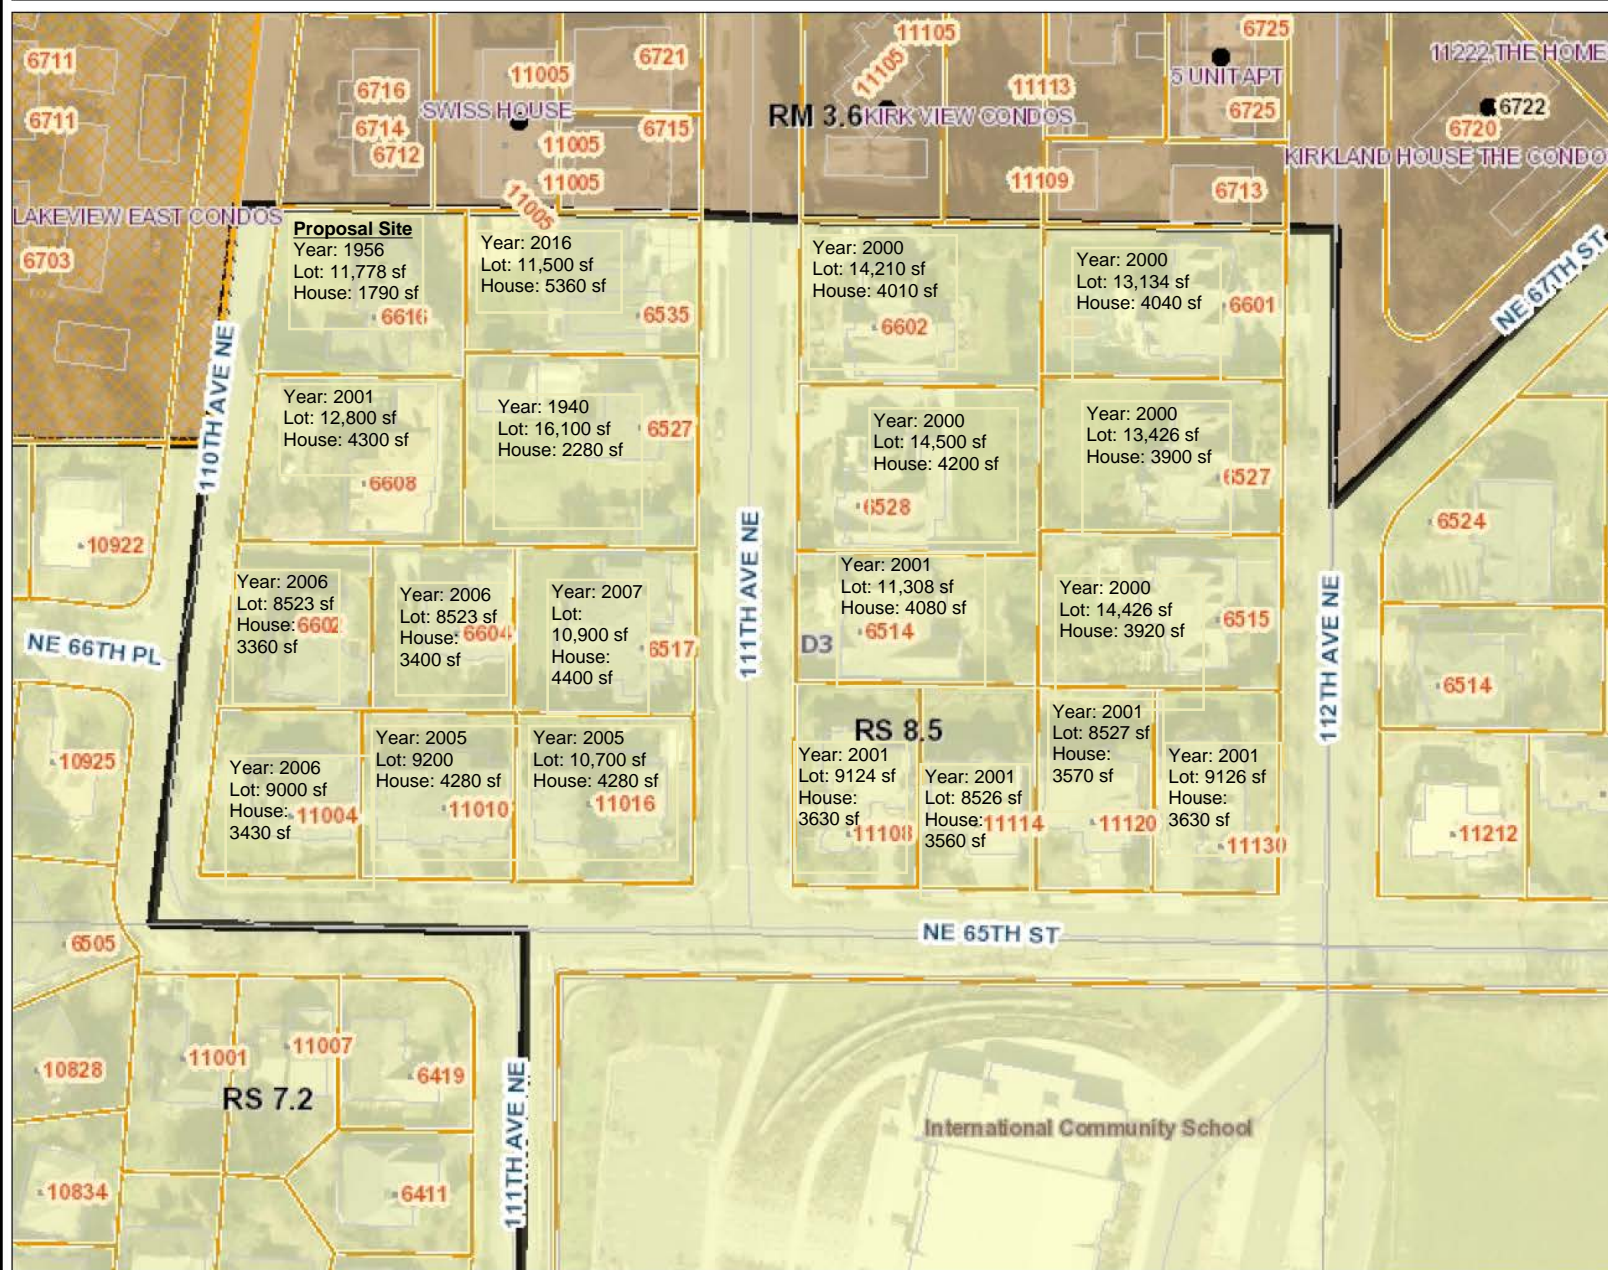 6711
6711
6716
6714
6712
SWISS HOUSE
11005
11005
11005
11005
6721
6715
RM 3.6
11105
11105
KIRK VIEW CONDOS
11113
11109
6725
5 UNIT APT
6725
6713
11222 THE HOME
6722
6720
KIRKLAND HOUSE THE CONDO
NE 67TH ST
LAKEVIEW EAST CONDOS
6703
110TH AVE NE
Proposal Site
Year: 1956
Lot: 11,778 sf
House: 1790 sf
6616
Year: 2016
Lot: 11,500 sf
House: 5360 sf
6535
Year: 2000
Lot: 14,210 sf
House: 4010 sf
6602
Year: 2000
Lot: 13,134 sf
House: 4040 sf
6601
Year: 2001
Lot: 12,800 sf
House: 4300 sf
6608
Year: 1940
Lot: 16,100 sf
House: 2280 sf
6527
Year: 2000
Lot: 14,500 sf
House: 4200 sf
6528
Year: 2000
Lot: 13,426 sf
House: 3900 sf
6527
10922
6524
NE 66TH PL
Year: 2006
Lot: 8523 sf
House: 6602
3360 sf
Year: 2006
Lot: 8523 sf
House: 6604
3400 sf
Year: 2007
Lot:
10,900 sf
House:
4400 sf
6517
111TH AVE NE
Year: 2001
Lot: 11,308 sf
House: 4080 sf
6514
D3
Year: 2000
Lot: 14,426 sf
House: 3920 sf
6515
112TH AVE NE
6514
10925
Year: 2006
Lot: 9000 sf
House: 11004
3430 sf
Year: 2005
Lot: 9200
House: 4280 sf
11010
Year: 2005
Lot: 10,700 sf
House: 4280 sf
11016
RS 8.5
Year: 2001
Lot: 9124 sf
House:
3630 sf
11108
Year: 2001
Lot: 8526 sf
House: 11114
3560 sf
Year: 2001
Lot: 8527 sf
House:
3570 sf
11120
Year: 2001
Lot: 9126 sf
House:
3630 sf
11130
11212
6505
NE 65TH ST
10828
11001
11007
6419
RS 7.2
111TH AVE NE
International Community School
10834
6411